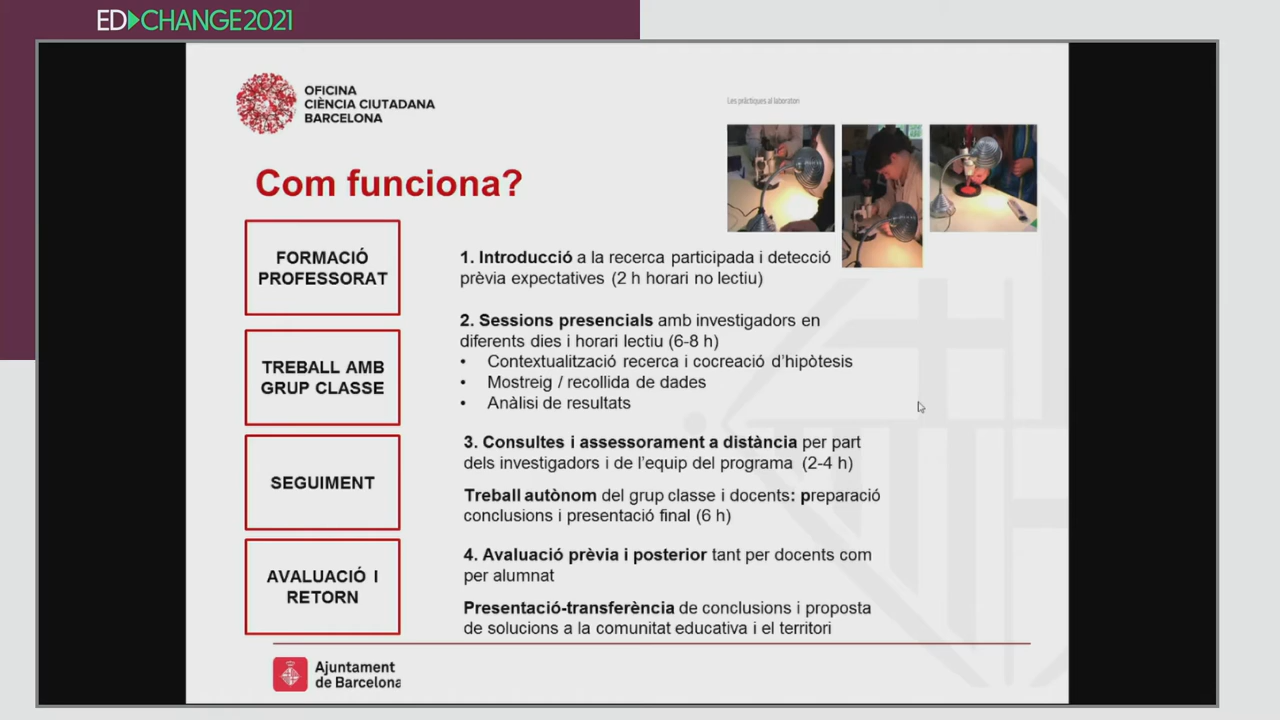 ED CHANGE2021
OFICINA
CIÈNCIA CIUTADANA
BARCELONA
Les pràctiques al laboratori
Com funciona?
FORMACIÓ
PROFESSORAT
1. Introducció a la recerca participada i detecció
prèvia expectatives (2 h horari no lectiu)
TREBALL AMB
GRUP CLASSE
2. Sessions presencials amb investigadors en
diferents dies i horari lectiu (6-8 h)
• Contextualització recerca i cocreació d'hipòtesis
• Mostreig / recollida de dades
• Anàlisi de resultats
SEGUIMENT
3. Consultes i assessorament a distància per part
dels investigadors i de l'equip del programa (2-4 h)
Treball autònom del grup classe i docents: preparació
conclusions i presentació final (6 h)
AVALUACIÓ I
RETORN
4. Avaluació prèvia i posterior tant per docents com
per alumnat
Presentació-transferència de conclusions i proposta
de solucions a la comunitat educativa i el territori
Ajuntament
de Barcelona